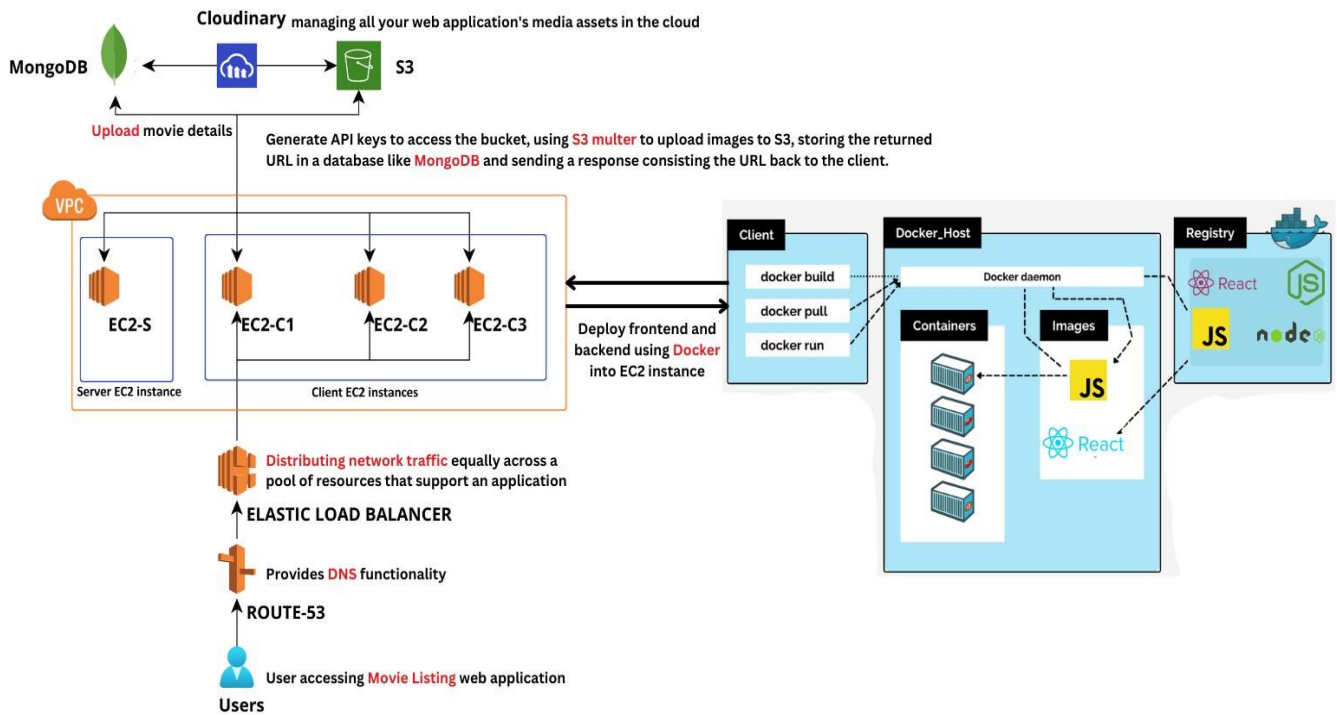 Cloudinary managing all your web application's media assets in the cloud
MongoDB
S3
Upload movie details
Generate API keys to access the bucket, using S3 multer to upload images to S3, storing the returned
URL in a database like MongoDB and sending a response consisting the URL back to the client.
VPC
EC2-S
EC2-C1
EC2-C2
EC2-C3
Server EC2 instance
Client EC2 instances
Deploy frontend and
backend using Docker
into EC2 instance
Client
docker build
docker pull
docker run
Docker_Host
Docker daemon
Containers
Images
JS
React
Registry
React
JS
JS
node
JS
Distributing network traffic equally across a
pool of resources that support an application
ELASTIC LOAD BALANCER
Provides DNS functionality
ROUTE-53
User accessing Movie Listing web application
Users